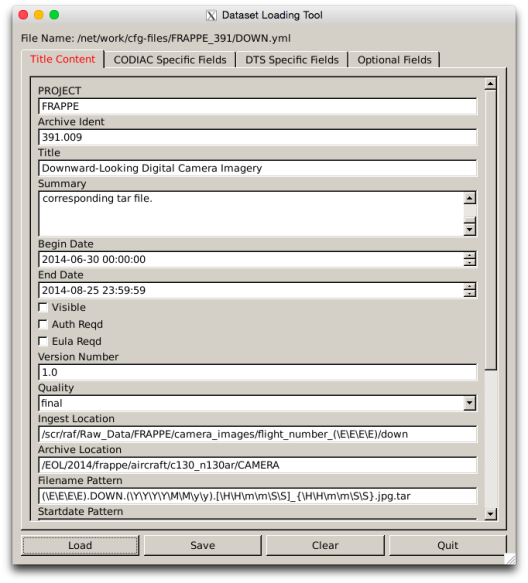 Dataset Loading Tool
File Name: /net/work/cfg-files/FRAPPE_391/DOWN.yml
Title Content
CODIAC Specific Fields
DTS Specific Fields
Optional Fields
PROJECT
FRAPPE
Archive Ident
391.009
Title
Downward-Looking Digital Camera Imagery
Summary
corresponding tar file.
Begin Date
2014-06-30 00:00:00
End Date
2014-08-25 23:59:59
Visible
Auth Reqd
Eula Reqd
Version Number
1.0
Quality
final
Ingest Location
/scr/raf/Raw_Data/FRAPPE/camera_images/flight_number_(\E\E\E\E)/down
Archive Location
/EOL/2014/frappe/aircraft/c130_n130ar/CAMERA
Filename Pattern
(\E\E\E\E).DOWN.(\Y\Y\Y\Y\M\M\y\y).[\H\H\m\m\S\S]_{\H\H\m\m\S\S}.jpg.tar
Startdate Pattern
Load
Save
Clear
Quit